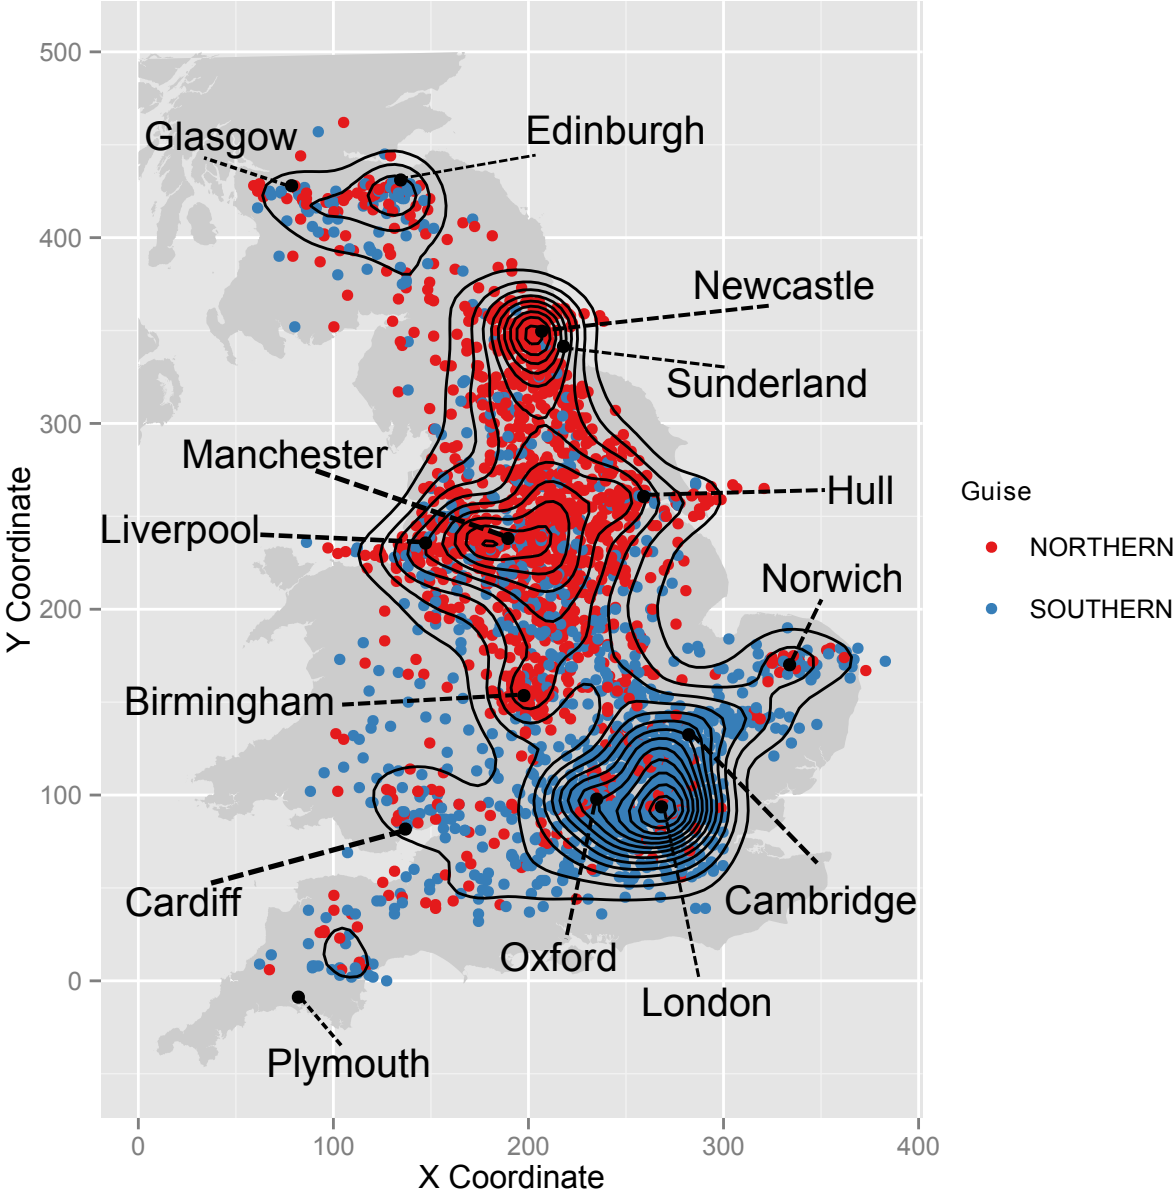 500
Glasgow
Edinburgh
400
Newcastle
Sunderland
300
Manchester
Hull
Liverpool
Norwich
200
Birmingham
100
Cardiff
Cambridge
Oxford
0
London
Plymouth
0 100 200 300 400
X Coordinate
Y Coordinate
Guise
NORTHERN
SOUTHERN